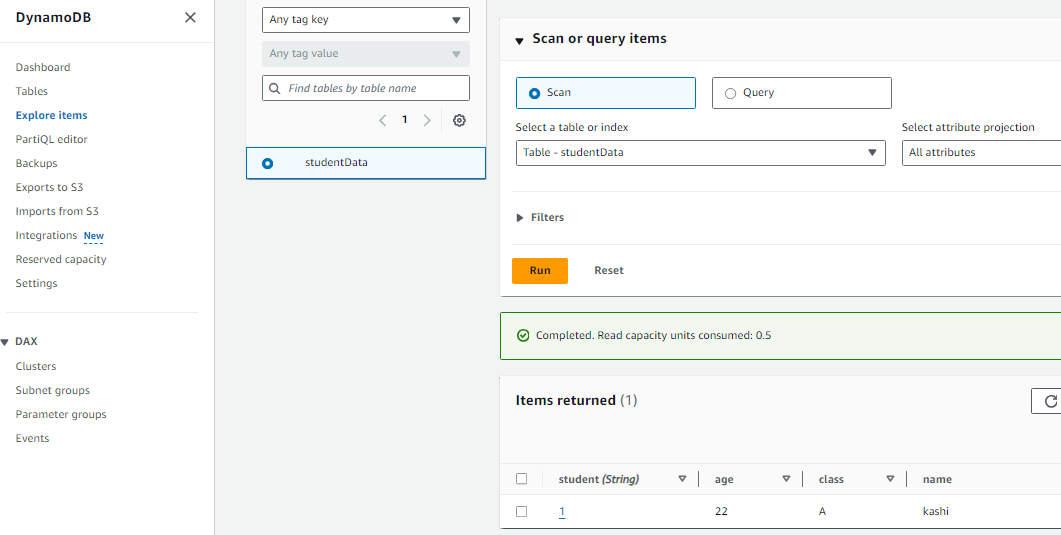 DynamoDB
Dashboard
Tables
Explore items
PartiQL editor
Backups
Exports to S3
Imports from S3
Integrations New
Reserved capacity
Settings
DAX
Clusters
Subnet groups
Parameter groups
Events
Any tag key
Any tag value
Find tables by table name
1
studentData
Scan or query items
Scan Query
Select a table or index Select attribute projection
Table - studentData All attributes
Filters
Run Reset
Completed. Read capacity units consumed: 0.5
Items returned (1)
student (String) age class name
1 22 A kashi